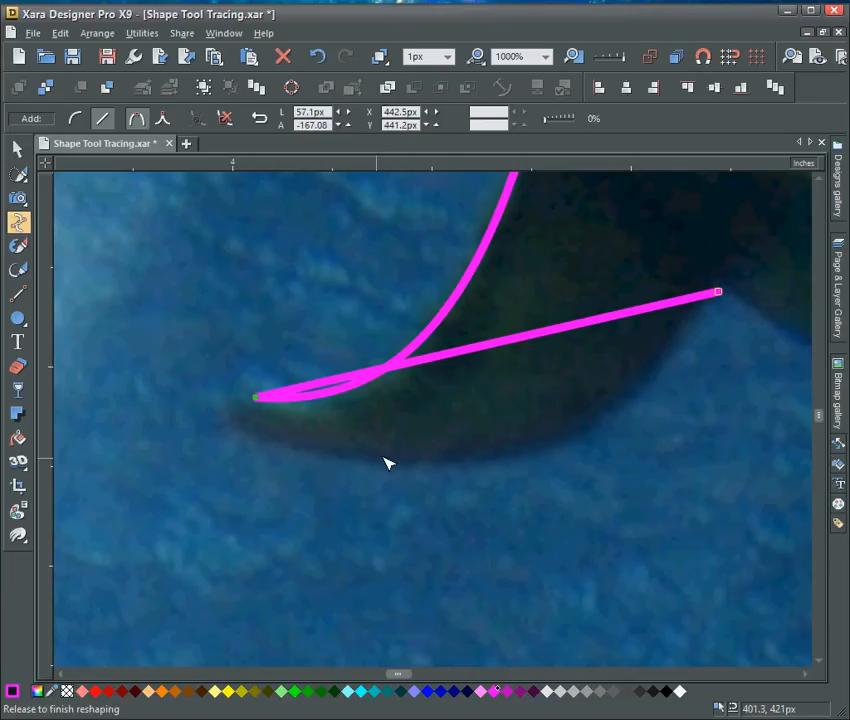 Xara Designer Pro X9 - [Shape Tool Tracing.xar *]
File Edit Arrange Utilities Share Window Help
1px 1000%
Add: L 57.1px X 442.5px
A -167.08 Y 441.2px 0%
Shape Tool Tracing.xar *
4 Inches
Designs gallery
Page & Layer Gallery
Bitmap gallery
Release to finish reshaping 401.3, 421px